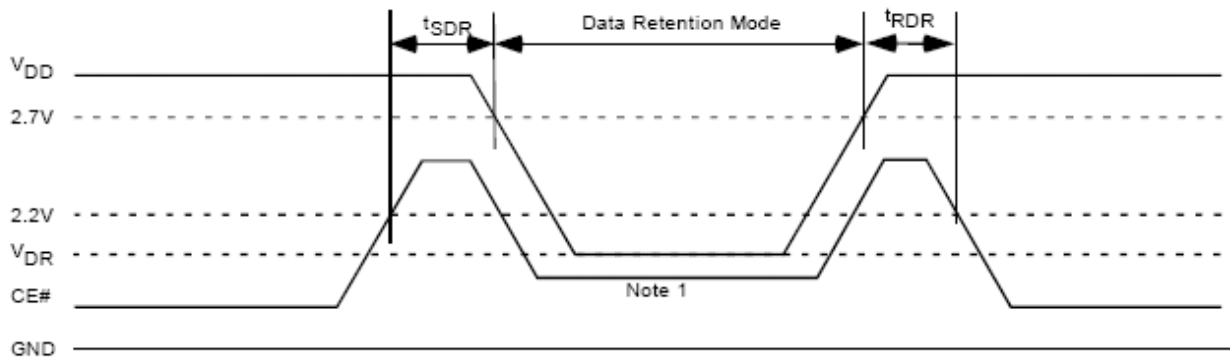 tSDR
Data Retention Mode
tRDR
VDD
2.7V
2.2V
VDR
CE#
Note 1
GND